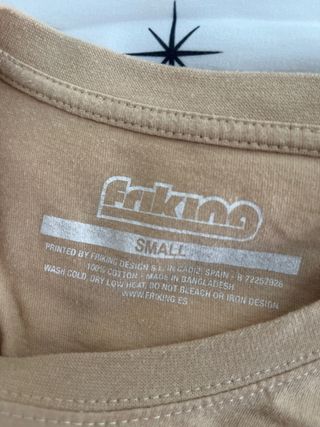 friking
SMALL
PRINTED BY FRIKING DESIGN S.L. IN CADIZ, SPAIN - B 72257928
100% COTTON - MADE IN BANGLADESH
WASH COLD, DRY LOW HEAT, DO NOT BLEACH OR IRON DESIGN
WWW.FRIKING.ES